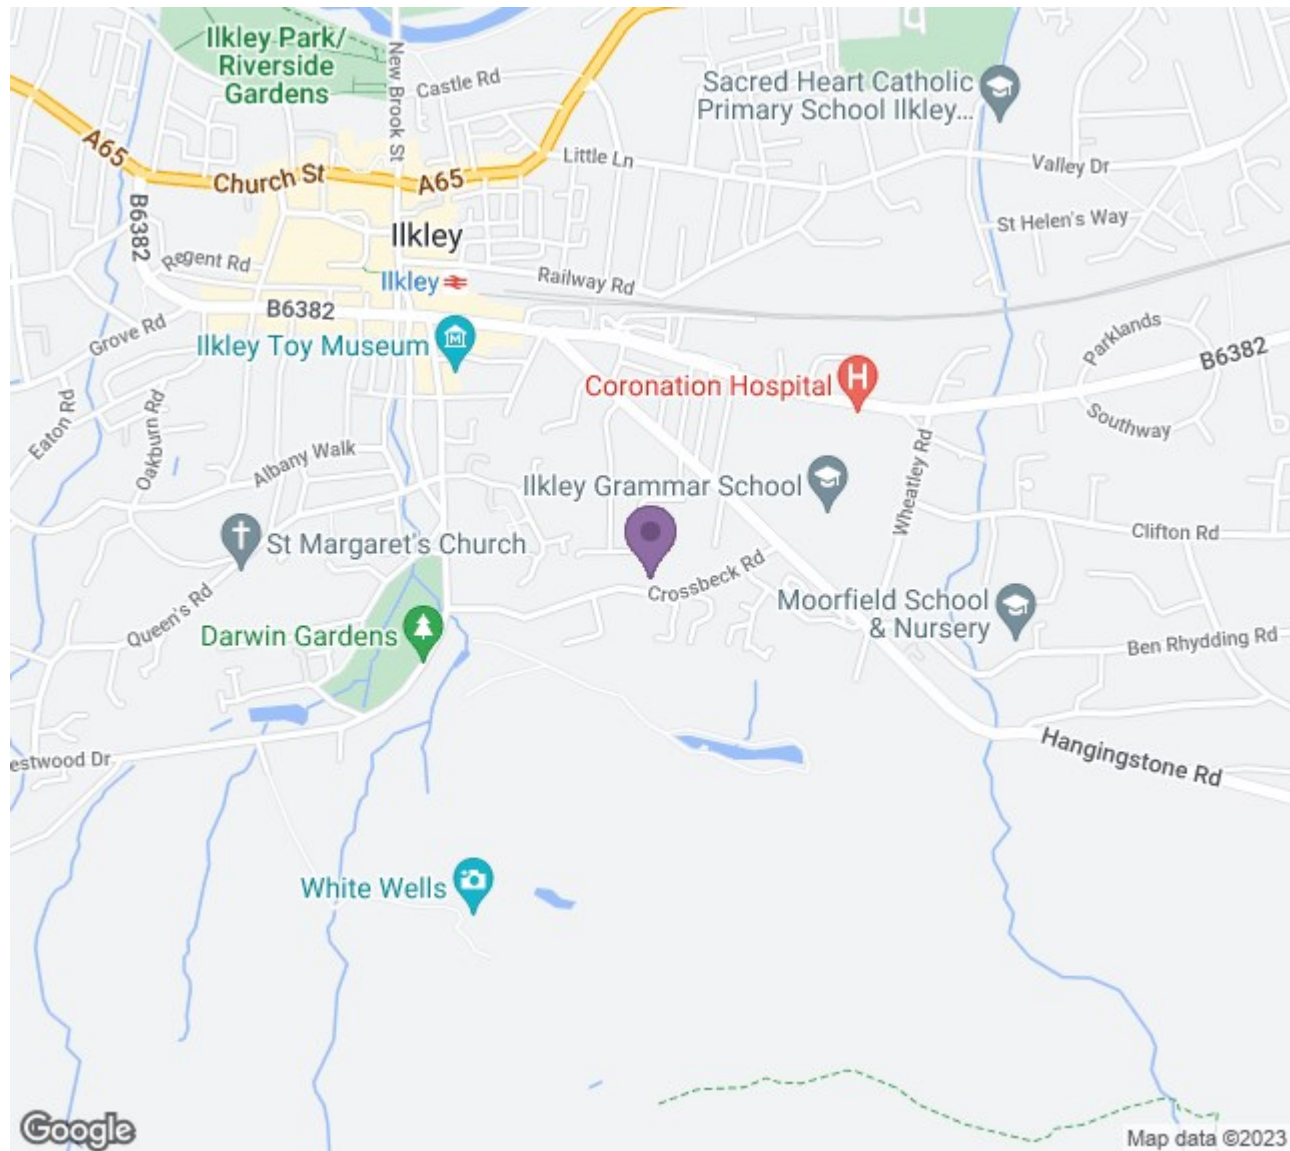 Ilkley Park/
Riverside
Gardens
New Brook St
Castle Rd
Sacred Heart Catholic
Primary School Ilkley...
A65
Church St
A65
Little Ln
Valley Dr
B6382
St Helen's Way
Ilkley
Regent Rd
Ilkley
Railway Rd
B6382
Grove Rd
Ilkley Toy Museum
M
Parklands
B6382
Coronation Hospital
H
Eaton Rd
Oakburn Rd
Southway
Albany Walk
Wheatley Rd
Ilkley Grammar School
Clifton Rd
St Margaret's Church
Crossbeck Rd
Queen's Rd
Moorfield School
& Nursery
Darwin Gardens
Ben Rhydding Rd
estwood Dr
Hangingstone Rd
White Wells
Google
Map data ©2023